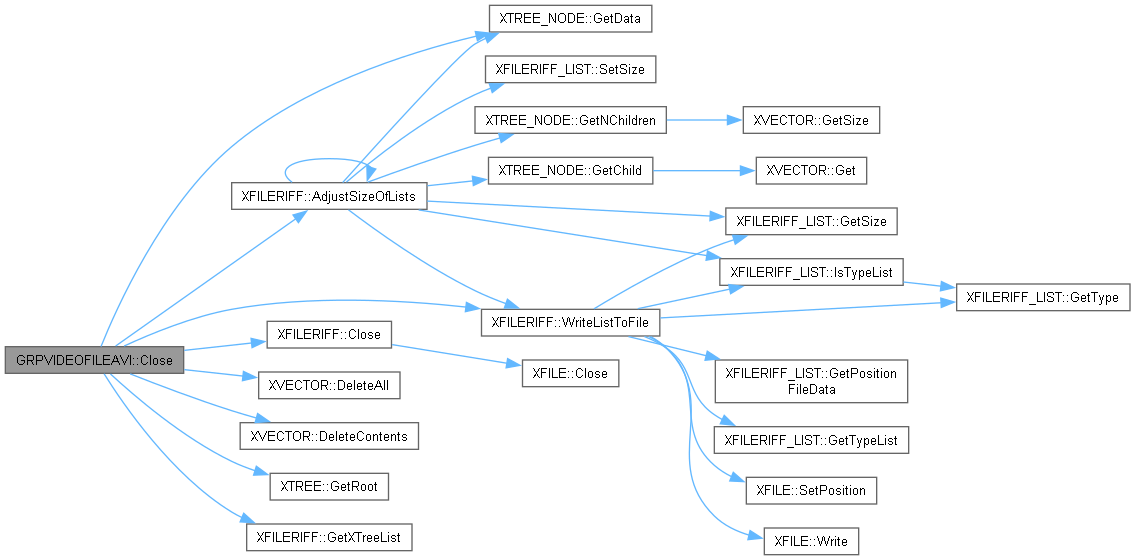 XTREE_NODE::GetData
XFILERIFF_LIST::SetSize
XTREE_NODE::GetNChildren
XVECTOR::GetSize
XTREE_NODE::GetChild
XVECTOR::Get
XFILERIFF::AdjustSizeOfLists
XFILERIFF_LIST::GetSize
XFILERIFF_LIST::IsTypeList
XFILERIFF_LIST::GetType
XFILERIFF::WriteListToFile
XFILERIFF::Close
GRPVIDEOFILEAVI::Close
XFILE::Close
XFILERIFF_LIST::GetPosition
FileData
XVECTOR::DeleteAll
XVECTOR::DeleteContents
XFILERIFF_LIST::GetTypeList
XTREE::GetRoot
XFILE::SetPosition
XFILERIFF::GetXTreeList
XFILE::Write